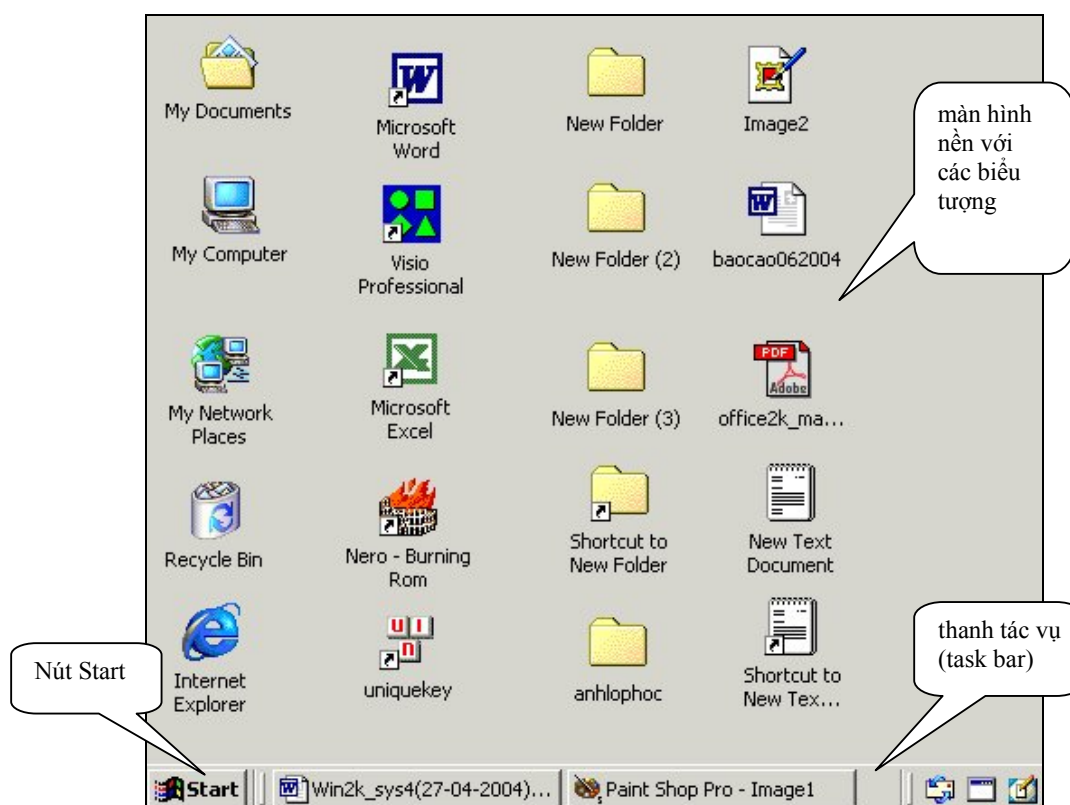 My Documents
Microsoft
Word
New Folder
Image2
màn hình
nền với
các biểu
tượng
My Computer
Visio
Professional
New Folder (2)
baocao062004
My Network
Places
Microsoft
Excel
New Folder (3)
PDF
Adobe
office2k_ma...
Recycle Bin
Nero - Burning
Rom
Shortcut to
New Folder
New Text
Document
Internet
Explorer
U I
n
uniquekey
anhlophoc
Shortcut to
New Tex...
Nút Start
thanh tác vụ
(task bar)
Start
Win2k_sys4(27-04-2004)...
Paint Shop Pro - Image1